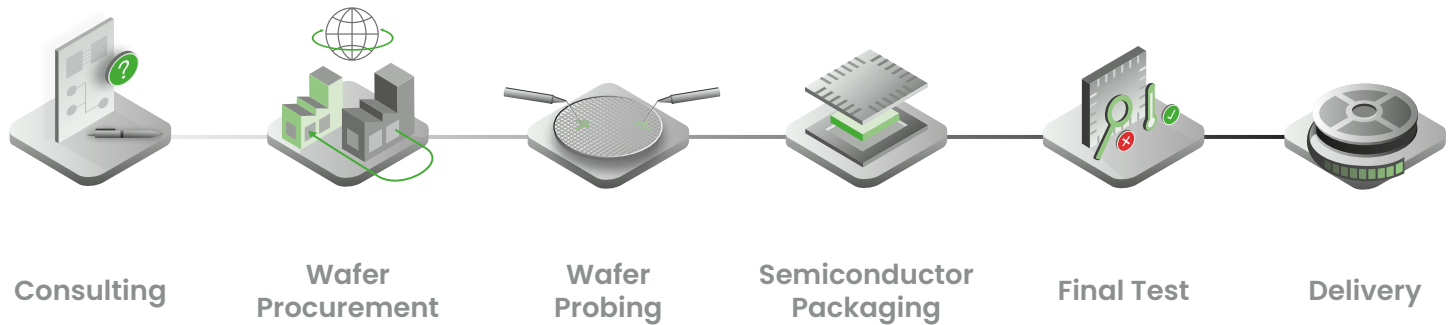 ?
Consulting
Wafer
Procurement
Wafer
Probing
Semiconductor
Packaging
Final Test
Delivery